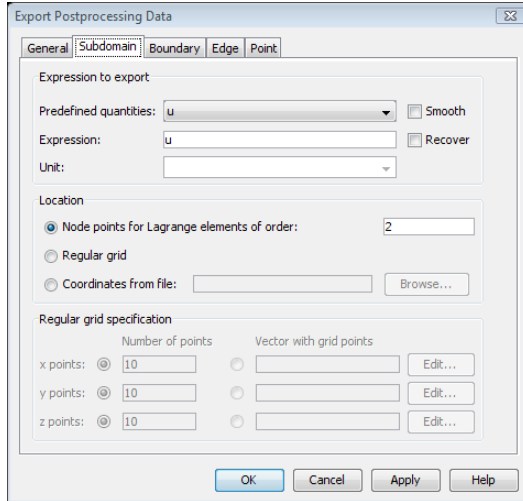 Export Postprocessing Data
General Subdomain Boundary Edge Point
Expression to export
Predefined quantities: u Smooth
Expression: u Recover
Unit:
Location
Node points for Lagrange elements of order: 2
Regular grid
Coordinates from file: Browse...
Regular grid specification
Number of points Vector with grid points
x points: 10 Edit...
y points: 10 Edit...
z points: 10 Edit...
OK Cancel Apply Help